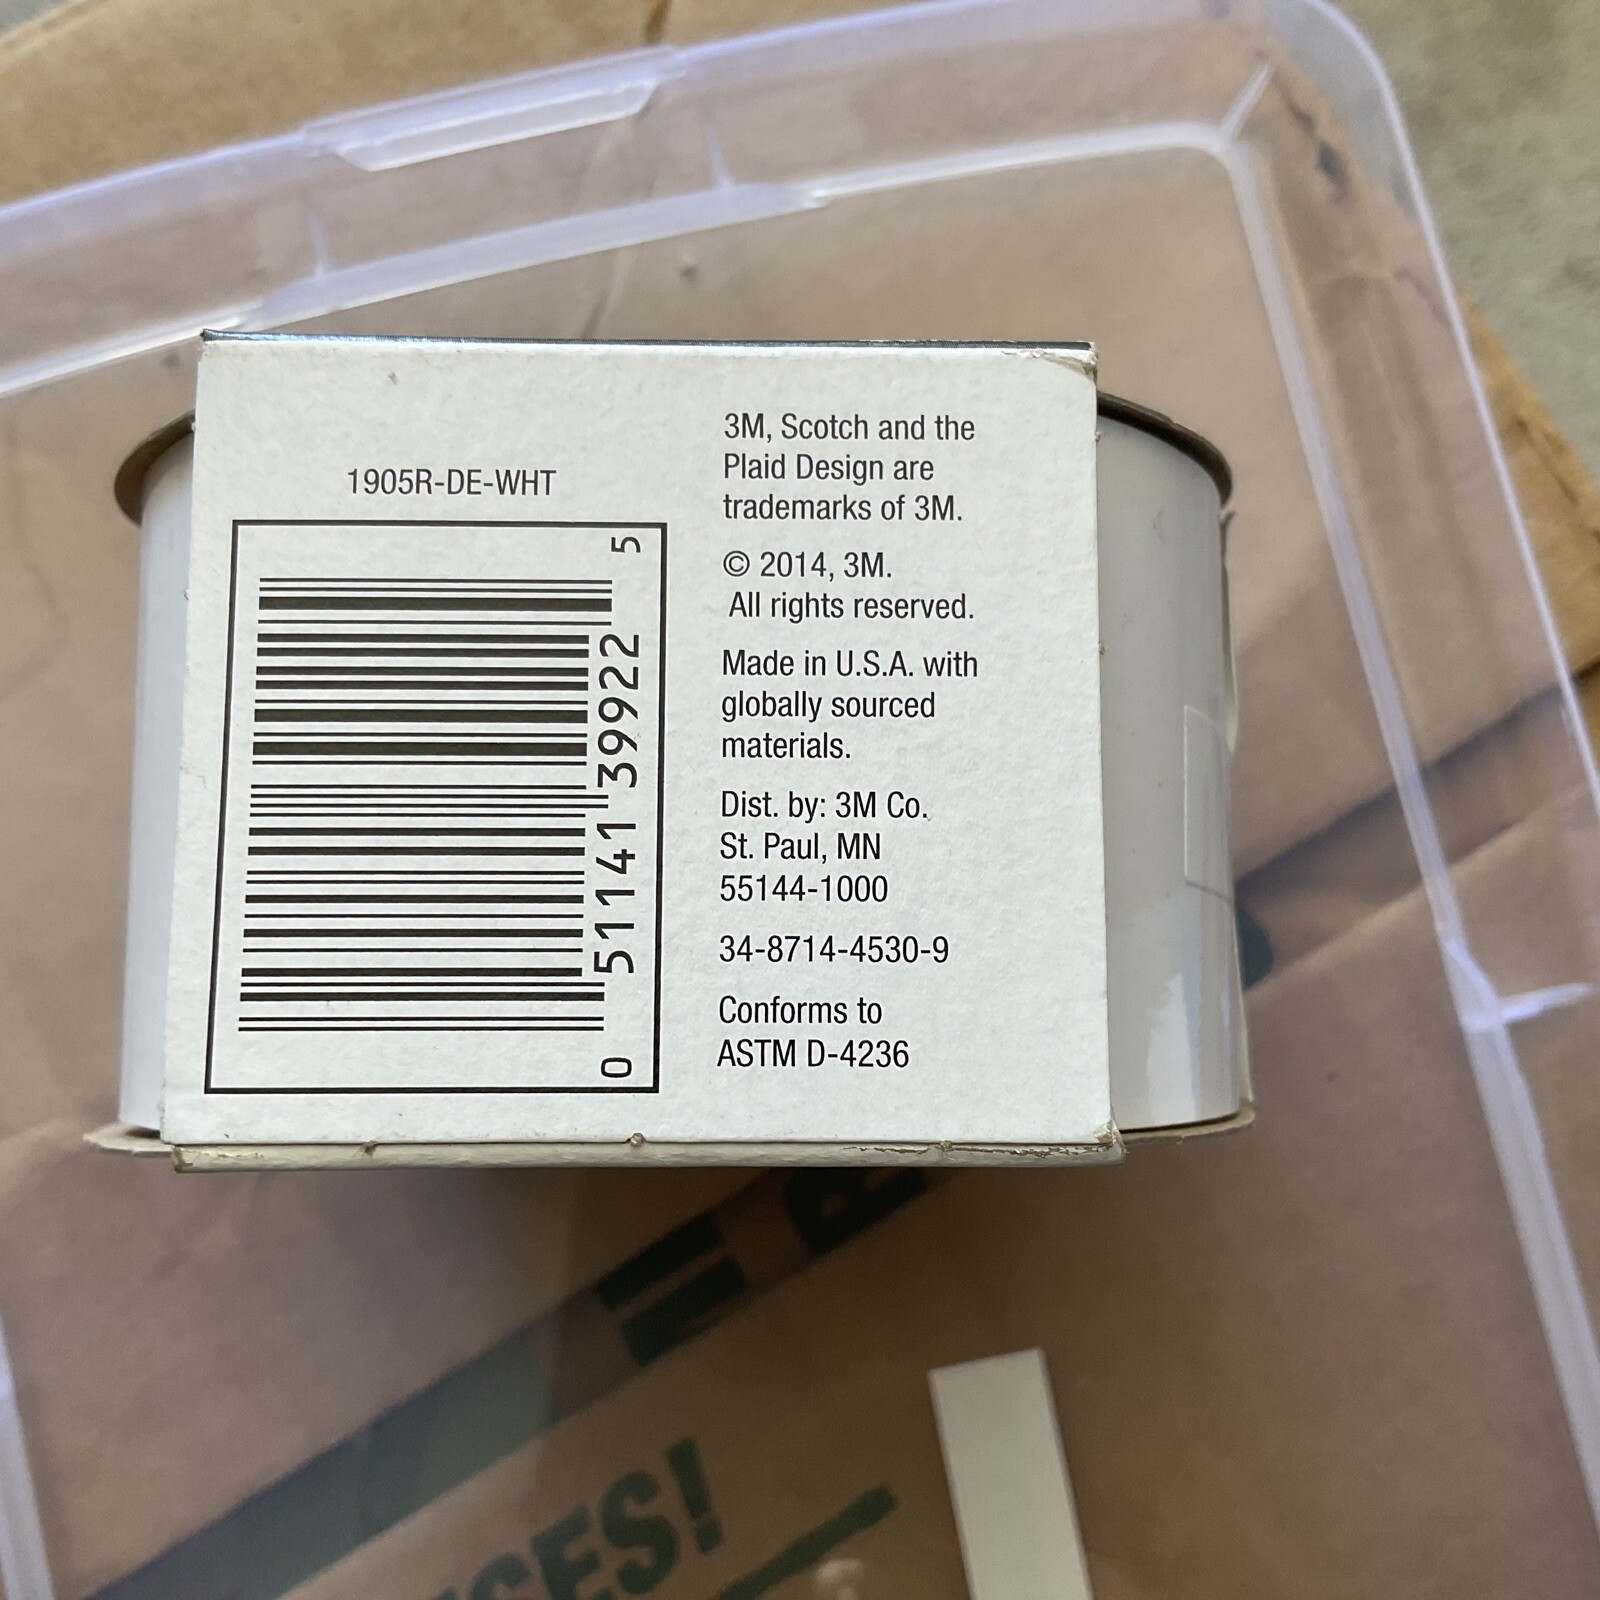 1905R-DE-WHT
0 51141 39922 5
3M, Scotch and the
Plaid Design are
trademarks of 3M.
© 2014, 3M.
All rights reserved.
Made in U.S.A. with
globally sourced
materials.
Dist. by: 3M Co.
St. Paul, MN
55144-1000
34-8714-4530-9
Conforms to
ASTM D-4236